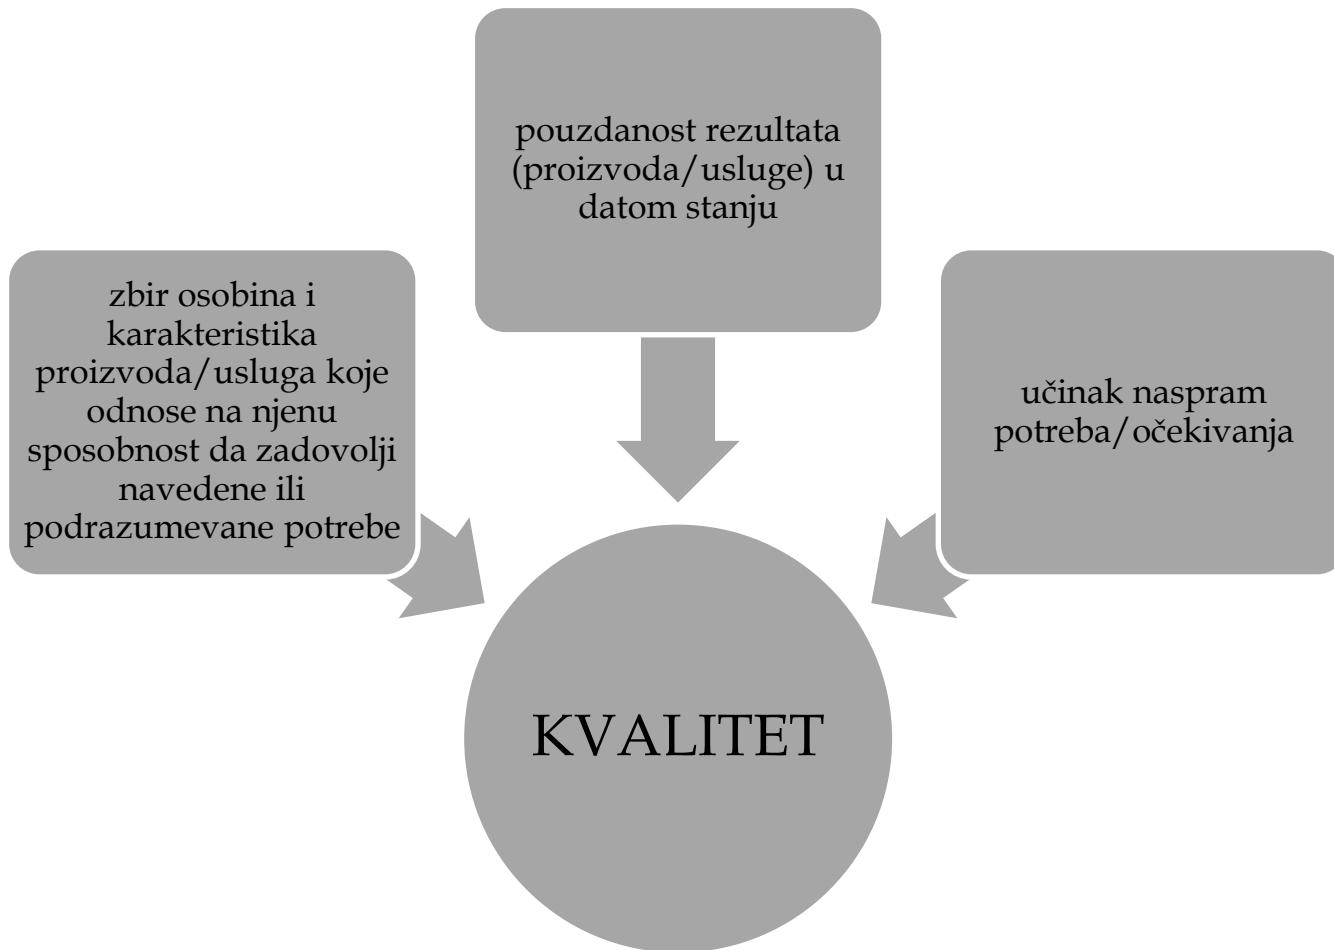 pouzdanost rezultata
(proizvoda/usluge) u
datom stanju
zbir osobina i
karakteristika
proizvoda/usluga koje
odnose na njenu
sposobnost da zadovolji
navedene ili
podrazumevane potrebe
učinak naspram
potreba/očekivanja
KVALITET